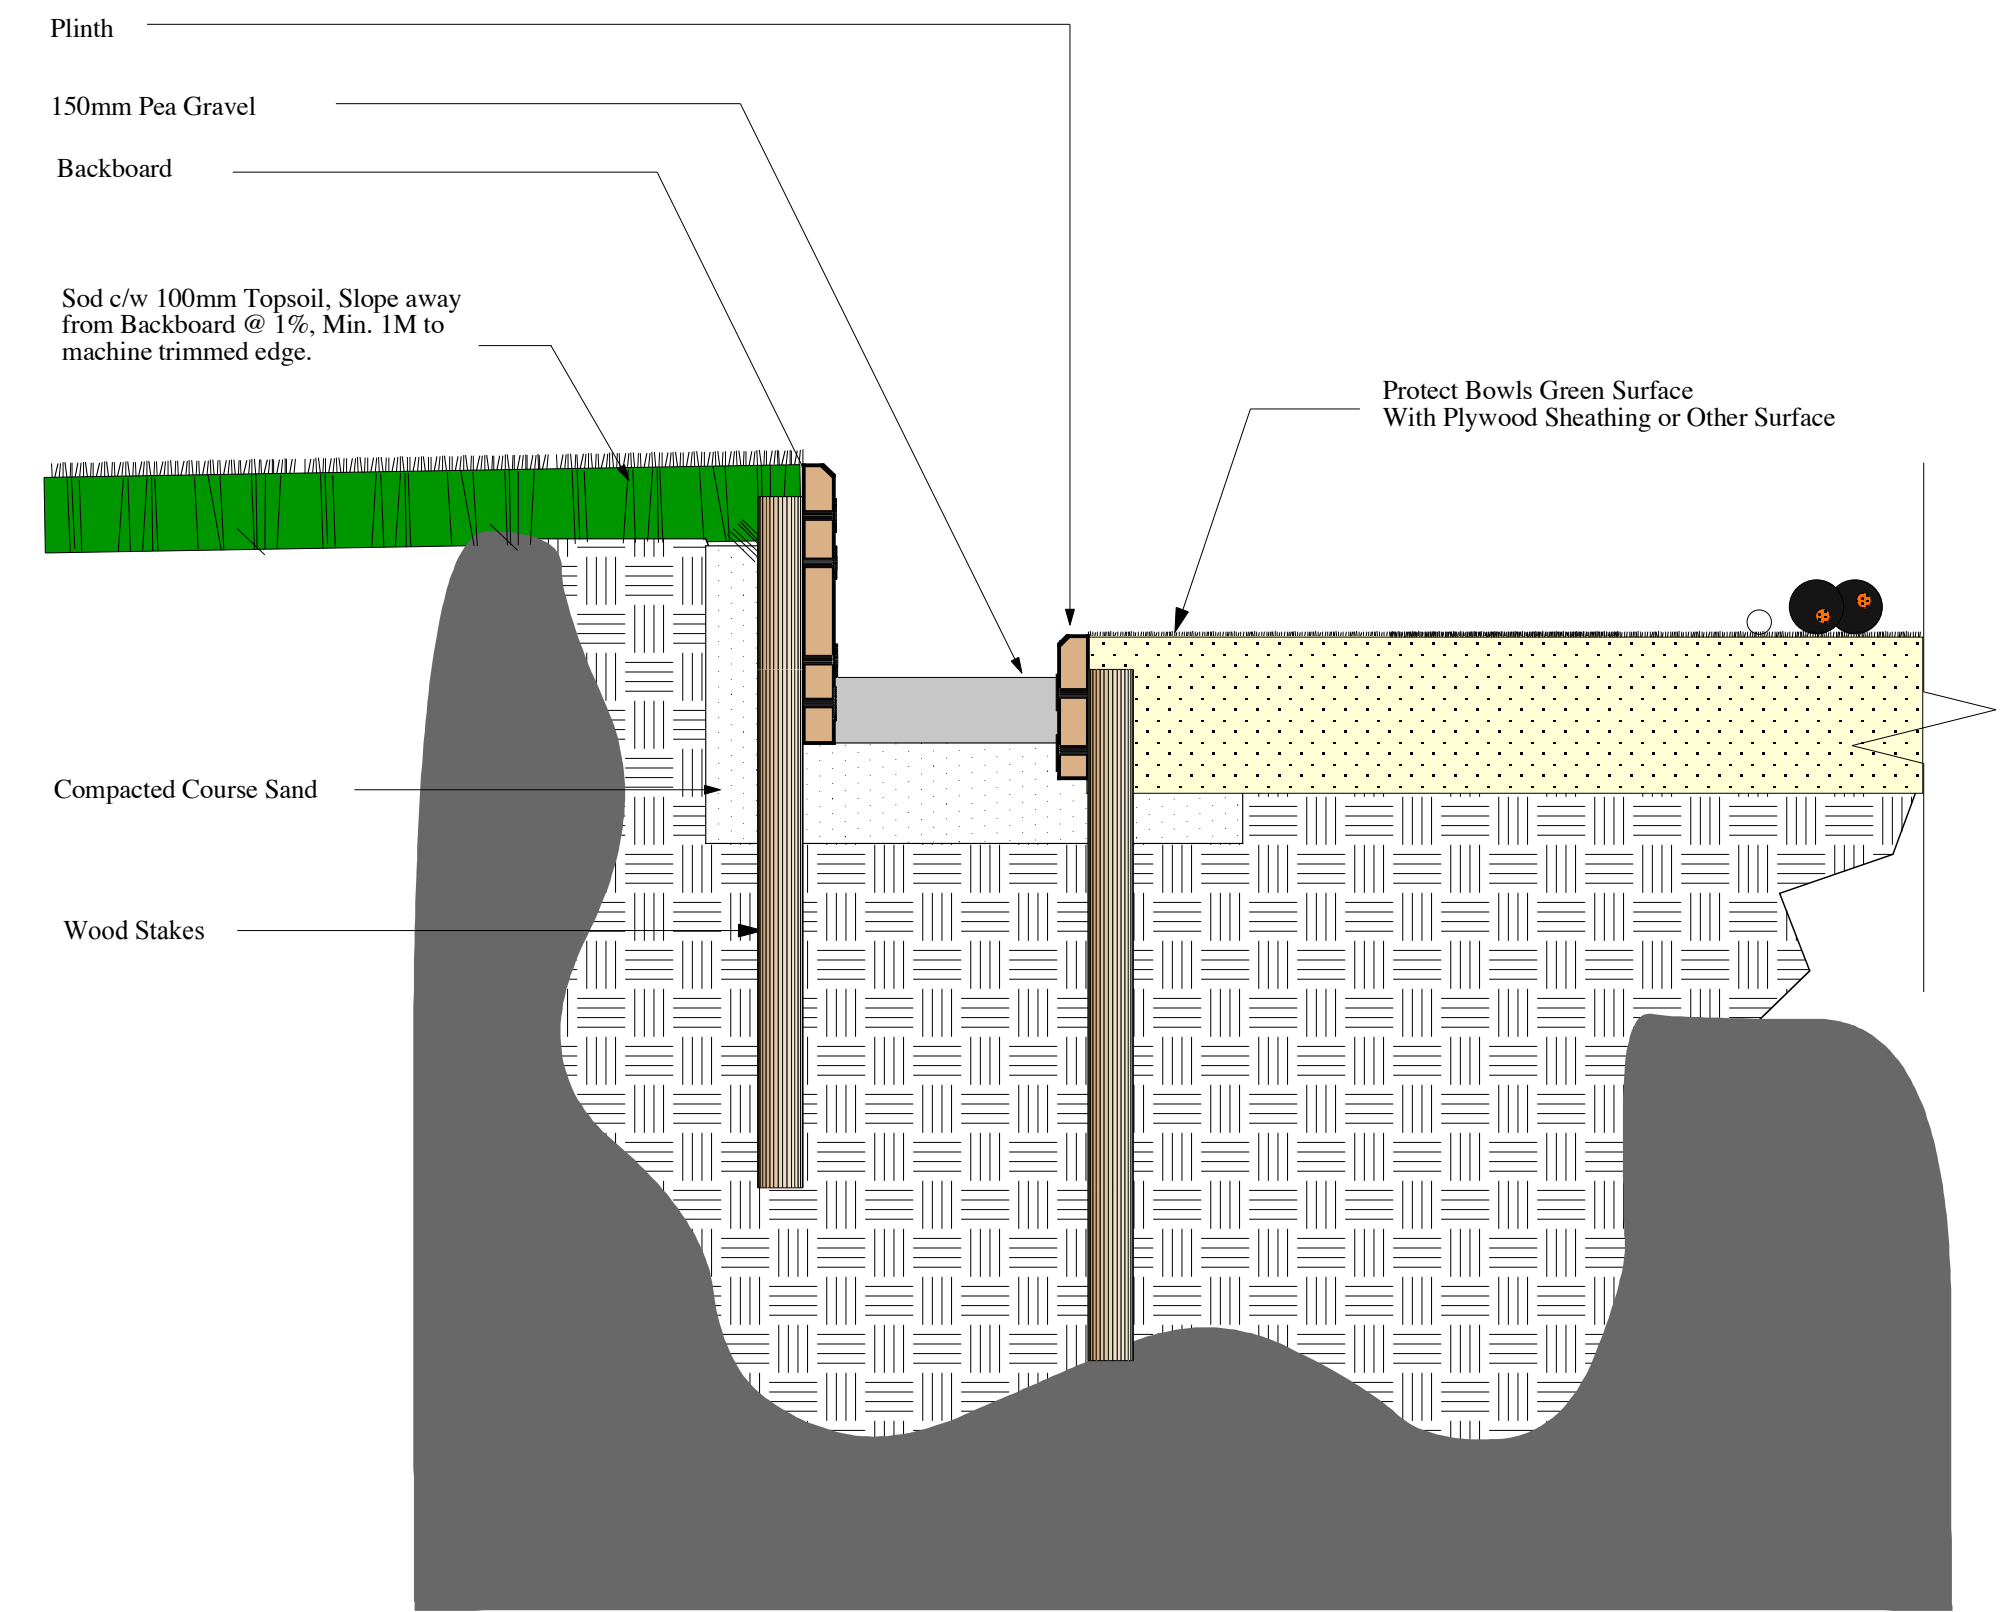 Plinth
150mm Pea Gravel
Backboard
Sod c/w 100mm Topsoil, Slope away
from Backboard @ 1%, Min. 1M to
machine trimmed edge.
Protect Bowls Green Surface
With Plywood Sheathing or Other Surface
Compacted Course Sand
Wood Stakes